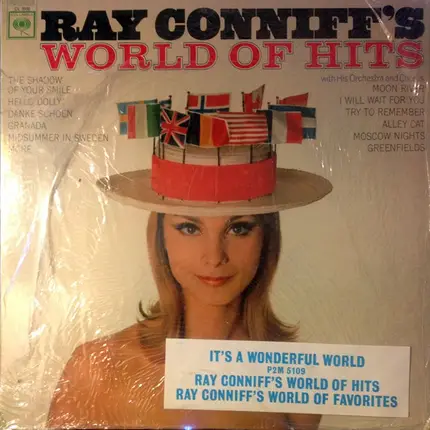 RAY CONNIFF'S
WORLD OF HITS
with His Orchestra and Chorus
THE SHADOW
OF YOUR SMILE
HELLO, DOLLY!
DANKE SCHOEN
GRANADA
MIDSUMMER IN SWEDEN
MORE
MOON RIVER
I WILL WAIT FOR YOU
TRY TO REMEMBER
ALLEY CAT
MOSCOW NIGHTS
GREENFIELDS
IT'S A WONDERFUL WORLD
P2M 5109
RAY CONNIFF'S WORLD OF HITS
RAY CONNIFF'S WORLD OF FAVORITES